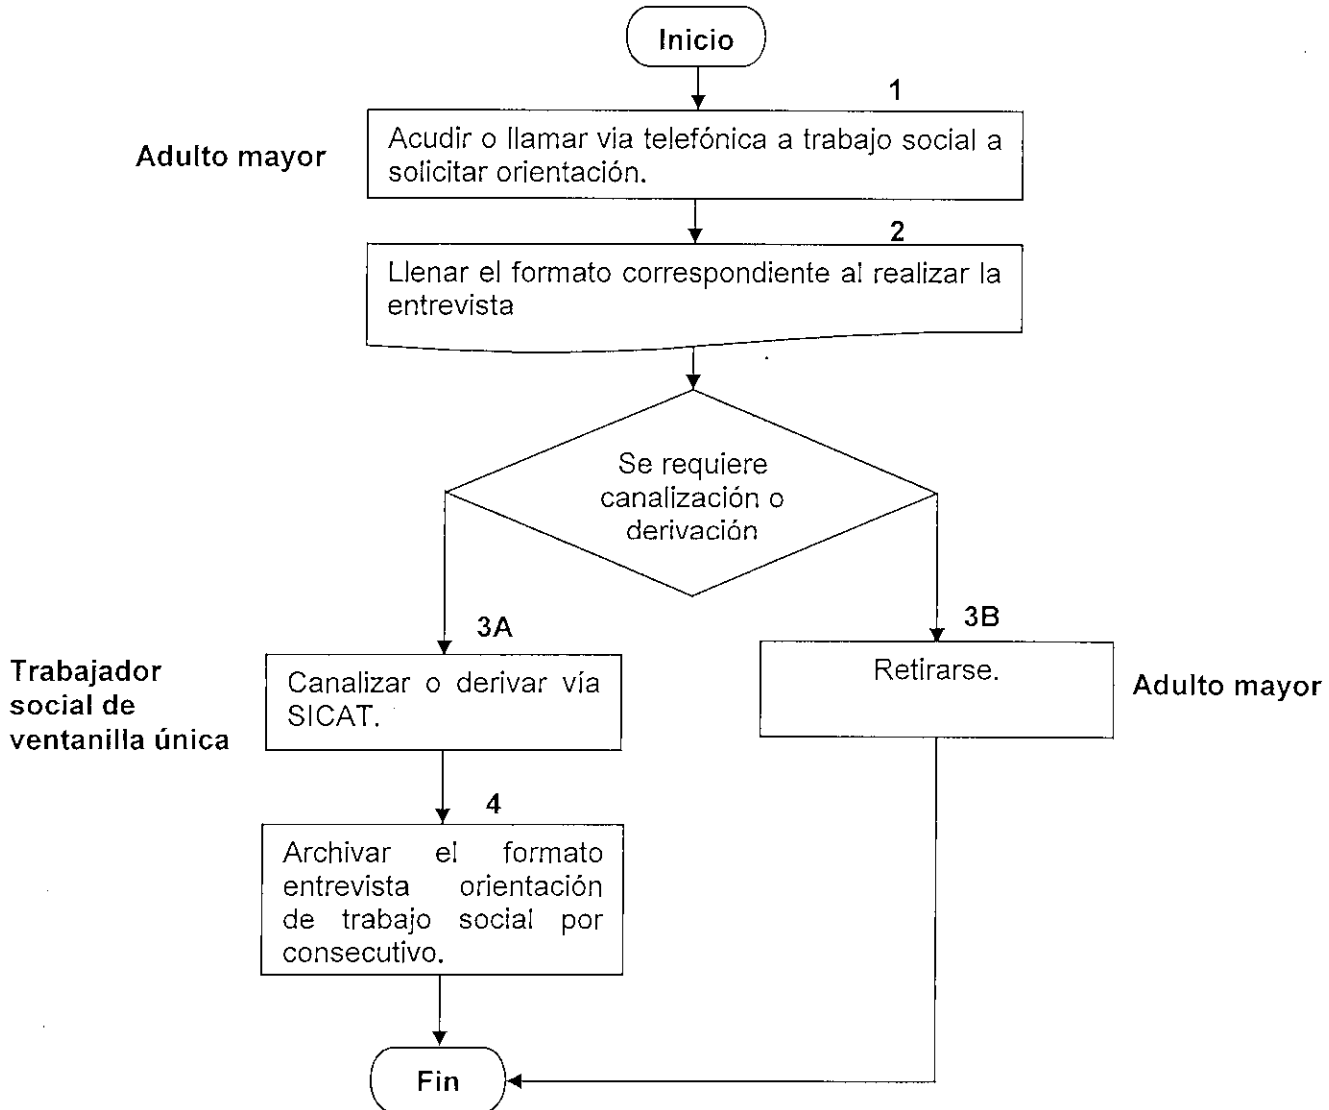 Inicio
1
Adulto mayor
Acudir o llamar via telefónica a trabajo social a
solicitar orientación.
2
Llenar el formato correspondiente al realizar la
entrevista
Se requiere
canalización o
derivación
3A
3B
Trabajador
social de
ventanilla única
Canalizar o derivar vía
SICAT.
Retirarse.
Adulto mayor
4
Archivar el formato
entrevista orientación
de trabajo social por
consecutivo.
Fin